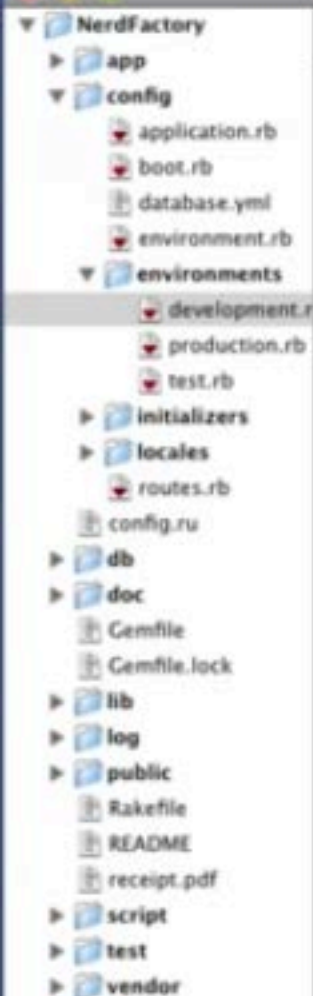 NerdFactory
app
config
application.rb
boot.rb
database.yml
environment.rb
environments
development.r
production.rb
test.rb
initializers
locales
routes.rb
config.ru
db
doc
Gemfile
Gemfile.lock
lib
log
public
Rakefile
README
receipt.pdf
script
test
vendor